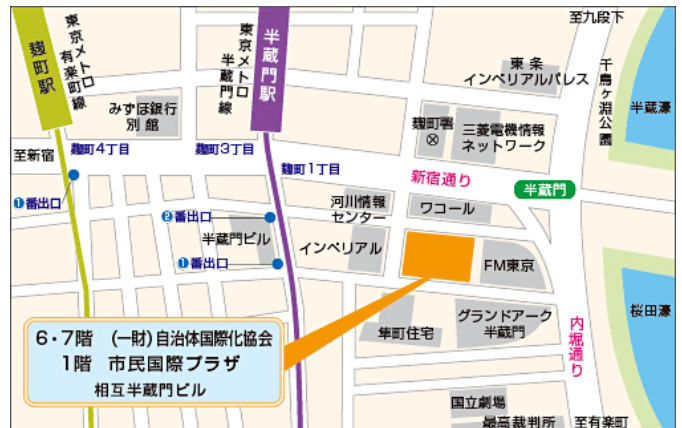 至九段下
麹町駅
東京メトロ
有楽町線
半蔵門駅
東京メトロ
半蔵門線
東条
インペリアルパレス
千鳥ヶ淵公園
半蔵濠
みずほ銀行
別館
麹町署
三菱電機情報
ネットワーク
至新宿
麹町4丁目
麹町3丁目
麹町1丁目
新宿通り
半蔵門
❶番出口
❷番出口
河川情報
センター
ワコール
半蔵門ビル
インペリアル
❶番出口
FM東京
桜田濠
6・7階 (一財)自治体国際化協会
1階 市民国際プラザ
相互半蔵門ビル
隼町住宅
グランドアーク
半蔵門
内堀通り
国立劇場
最高裁判所
至有楽町